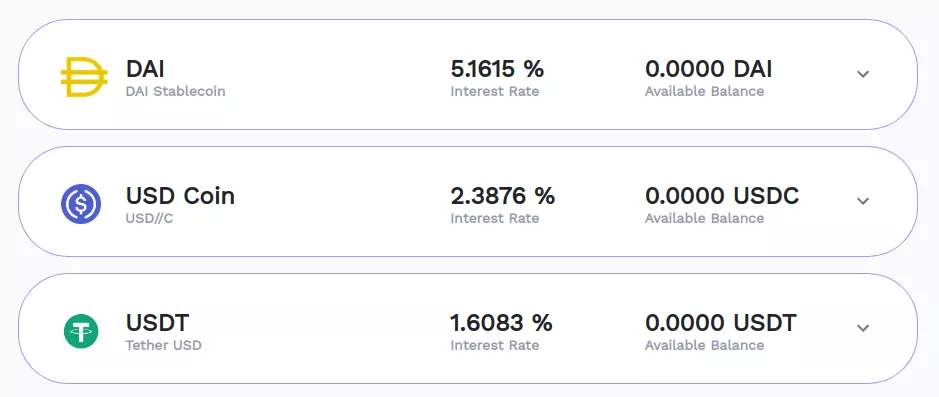 DAI 5.1615 % 0.0000 DAI
DAI Stablecoin Interest Rate Available Balance
USD Coin 2.3876 % 0.0000 USDC
USD//C Interest Rate Available Balance
USDT 1.6083 % 0.0000 USDT
Tether USD Interest Rate Available Balance